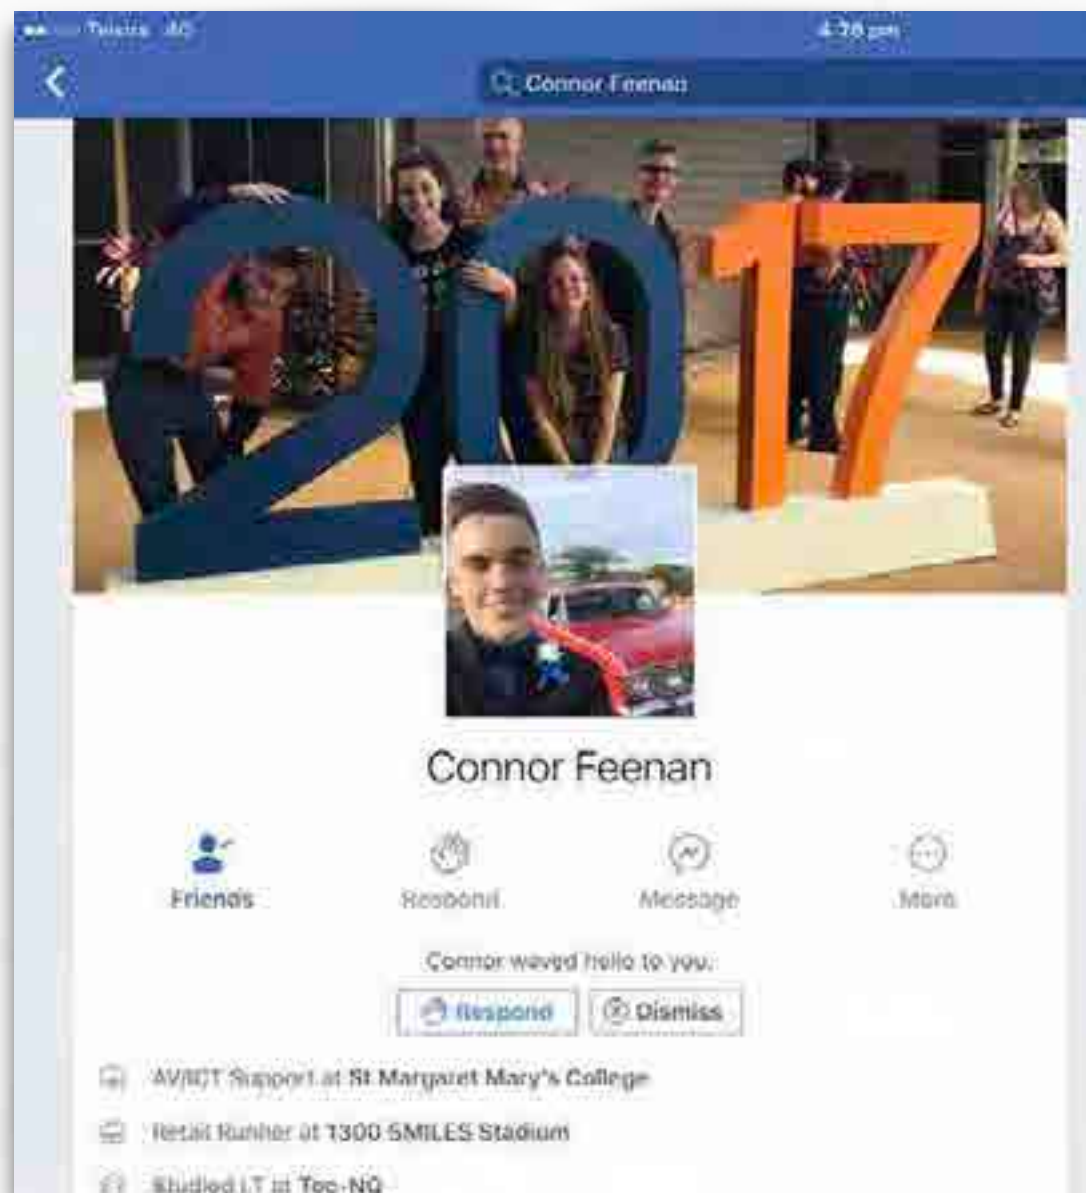 Telstra 4G
4:26 pm
Connor Feenan
2017
Connor Feenan
Friends
Respond
Message
More
Connor waved hello to you.
Respond
Dismiss
AV/ICT Support at St Margaret Mary's College
Retail Runner at 1300 SMILES Stadium
Studied I.T at Tec-NQ